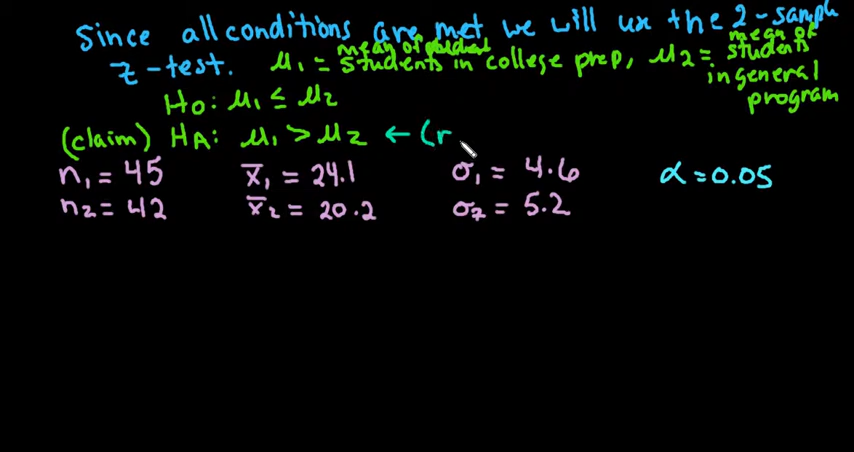 Since all conditions are met, we will use the 2-sample
z-test. μ₁ = mean of students in college prep, μ₂ = mean of students in general program
H₀: μ₁ ≤ μ₂
(claim) HA: μ₁ > μ₂ ← (r
n₁ = 45 x̄₁ = 24.1 σ₁ = 4.6 α = 0.05
n₂ = 42 x̄₂ = 20.2 σ₂ = 5.2